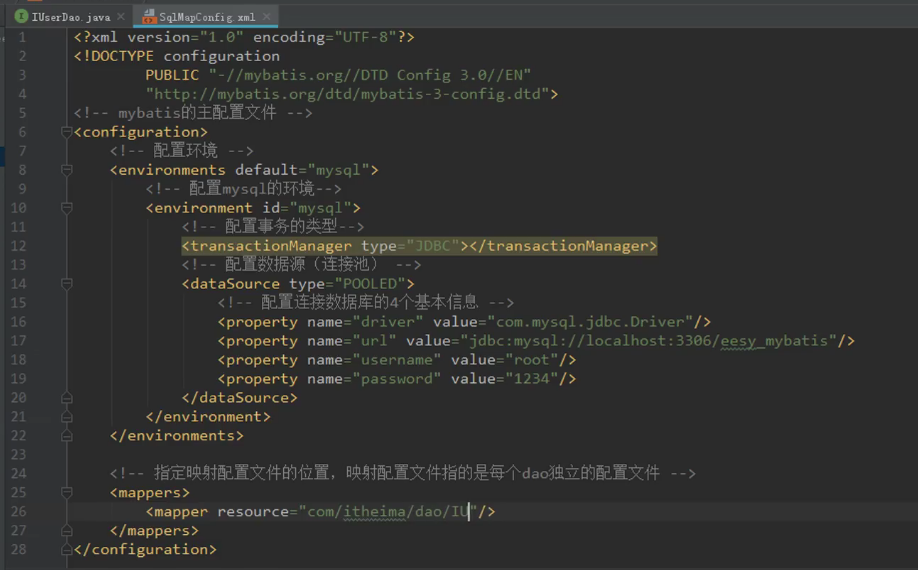 IUserDao.java × SqlMapConfig.xml ×
1 <?xml version="1.0" encoding="UTF-8"?>
2 <!DOCTYPE configuration
3 PUBLIC "-//mybatis.org//DTD Config 3.0//EN"
4 "http://mybatis.org/dtd/mybatis-3-config.dtd">
5 <!-- mybatis的主配置文件 -->
6 <configuration>
7 <!-- 配置环境 -->
8 <environments default="mysql">
9 <!-- 配置mysql的环境-->
10 <environment id="mysql">
11 <!-- 配置事务的类型-->
12 <transactionManager type="JDBC"></transactionManager>
13 <!-- 配置数据源（连接池） -->
14 <dataSource type="POOLED">
15 <!-- 配置连接数据库的4个基本信息 -->
16 <property name="driver" value="com.mysql.jdbc.Driver"/>
17 <property name="url" value="jdbc:mysql://localhost:3306/eesy_mybatis"/>
18 <property name="username" value="root"/>
19 <property name="password" value="1234"/>
20 </dataSource>
21 </environment>
22 </environments>
23
24 <!-- 指定映射配置文件的位置，映射配置文件指的是每个dao独立的配置文件 -->
25 <mappers>
26 <mapper resource="com/itheima/dao/IU"/>
27 </mappers>
28 </configuration>